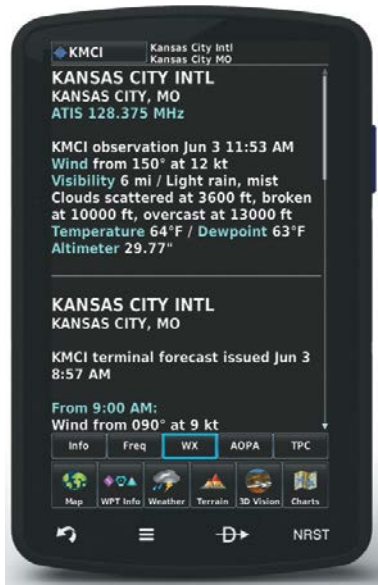 KMCI
Kansas City Intl
Kansas City MO
KANSAS CITY INTL
KANSAS CITY, MO
ATIS 128.375 MHz
KMCI observation Jun 3 11:53 AM
Wind from 150° at 12 kt
Visibility 6 mi / Light rain, mist
Clouds scattered at 3600 ft, broken
at 10000 ft, overcast at 13000 ft
Temperature 64°F / Dewpoint 63°F
Altimeter 29.77"
KANSAS CITY INTL
KANSAS CITY, MO
KMCI terminal forecast issued Jun 3
8:57 AM
From 9:00 AM:
Wind from 090° at 9 kt
Info Freq WX AOPA TPC
Map WPT Info Weather Terrain 3D Vision Charts
D NRST